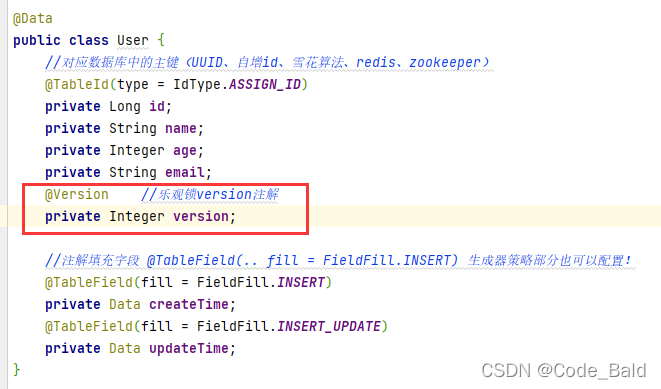 @Data
public class User {
//对应数据库中的主键（UUID、自增id、雪花算法、redis、zookeeper）
@TableId(type = IdType.ASSIGN_ID)
private Long id;
private String name;
private Integer age;
private String email;
@Version //乐观锁version注解
private Integer version;
//注解填充字段 @TableField(.. fill = FieldFill.INSERT) 生成器策略部分也可以配置！
@TableField(fill = FieldFill.INSERT)
private Data createTime;
@TableField(fill = FieldFill.INSERT_UPDATE)
private Data updateTime;
}
CSDN @Code_Bald